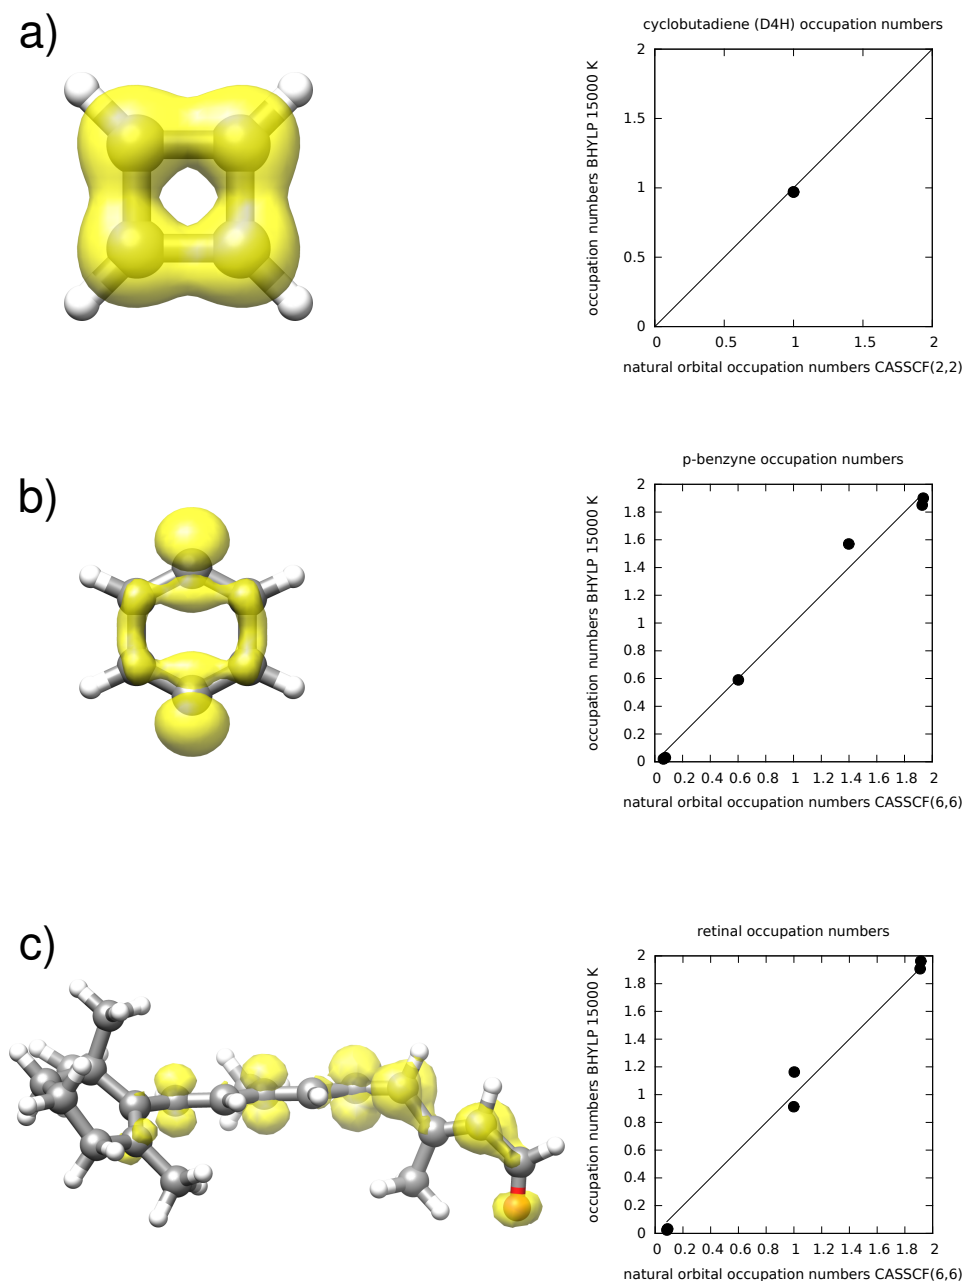 a)
cyclobutadiene (D4H) occupation numbers
occupation numbers BHYLP 15000 K
2
1.5
1
0.5
0
0 0.5 1 1.5 2
natural orbital occupation numbers CASSCF(2,2)
b)
p-benzyne occupation numbers
occupation numbers BHYLP 15000 K
2
1.8
1.6
1.4
1.2
1
0.8
0.6
0.4
0.2
0
0 0.2 0.4 0.6 0.8 1 1.2 1.4 1.6 1.8 2
natural orbital occupation numbers CASSCF(6,6)
c)
retinal occupation numbers
occupation numbers BHYLP 15000 K
2
1.8
1.6
1.4
1.2
1
0.8
0.6
0.4
0.2
0
0 0.2 0.4 0.6 0.8 1 1.2 1.4 1.6 1.8 2
natural orbital occupation numbers CASSCF(6,6)